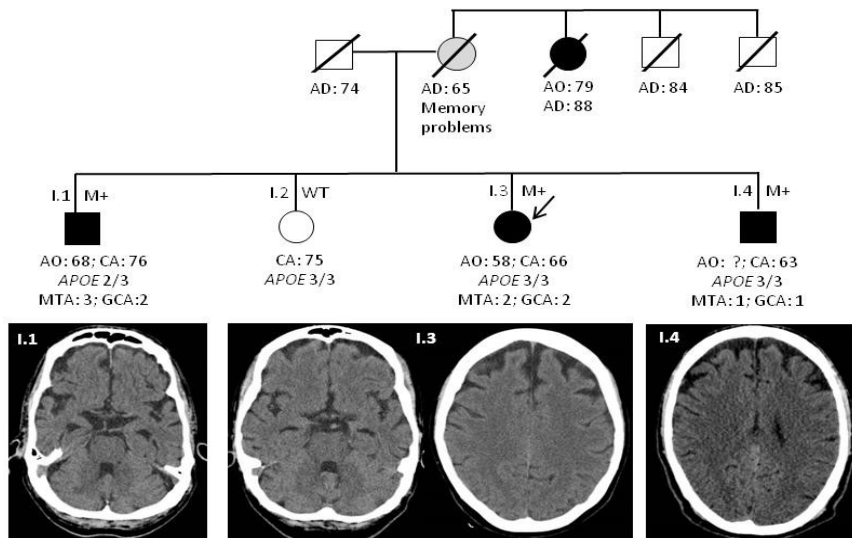 AD: 74
AD: 65
Memory
problems
AO: 79
AD: 88
AD: 84
AD: 85
I.1 M+
I.2 WT
I.3 M+
I.4 M+
AO: 68; CA: 76
APOE 2/3
MTA: 3; GCA:2
CA: 75
APOE 3/3
AO: 58; CA: 66
APOE 3/3
MTA: 2; GCA: 2
AO: ?; CA: 63
APOE 3/3
MTA: 1; GCA: 1
I.1
I.3
I.4